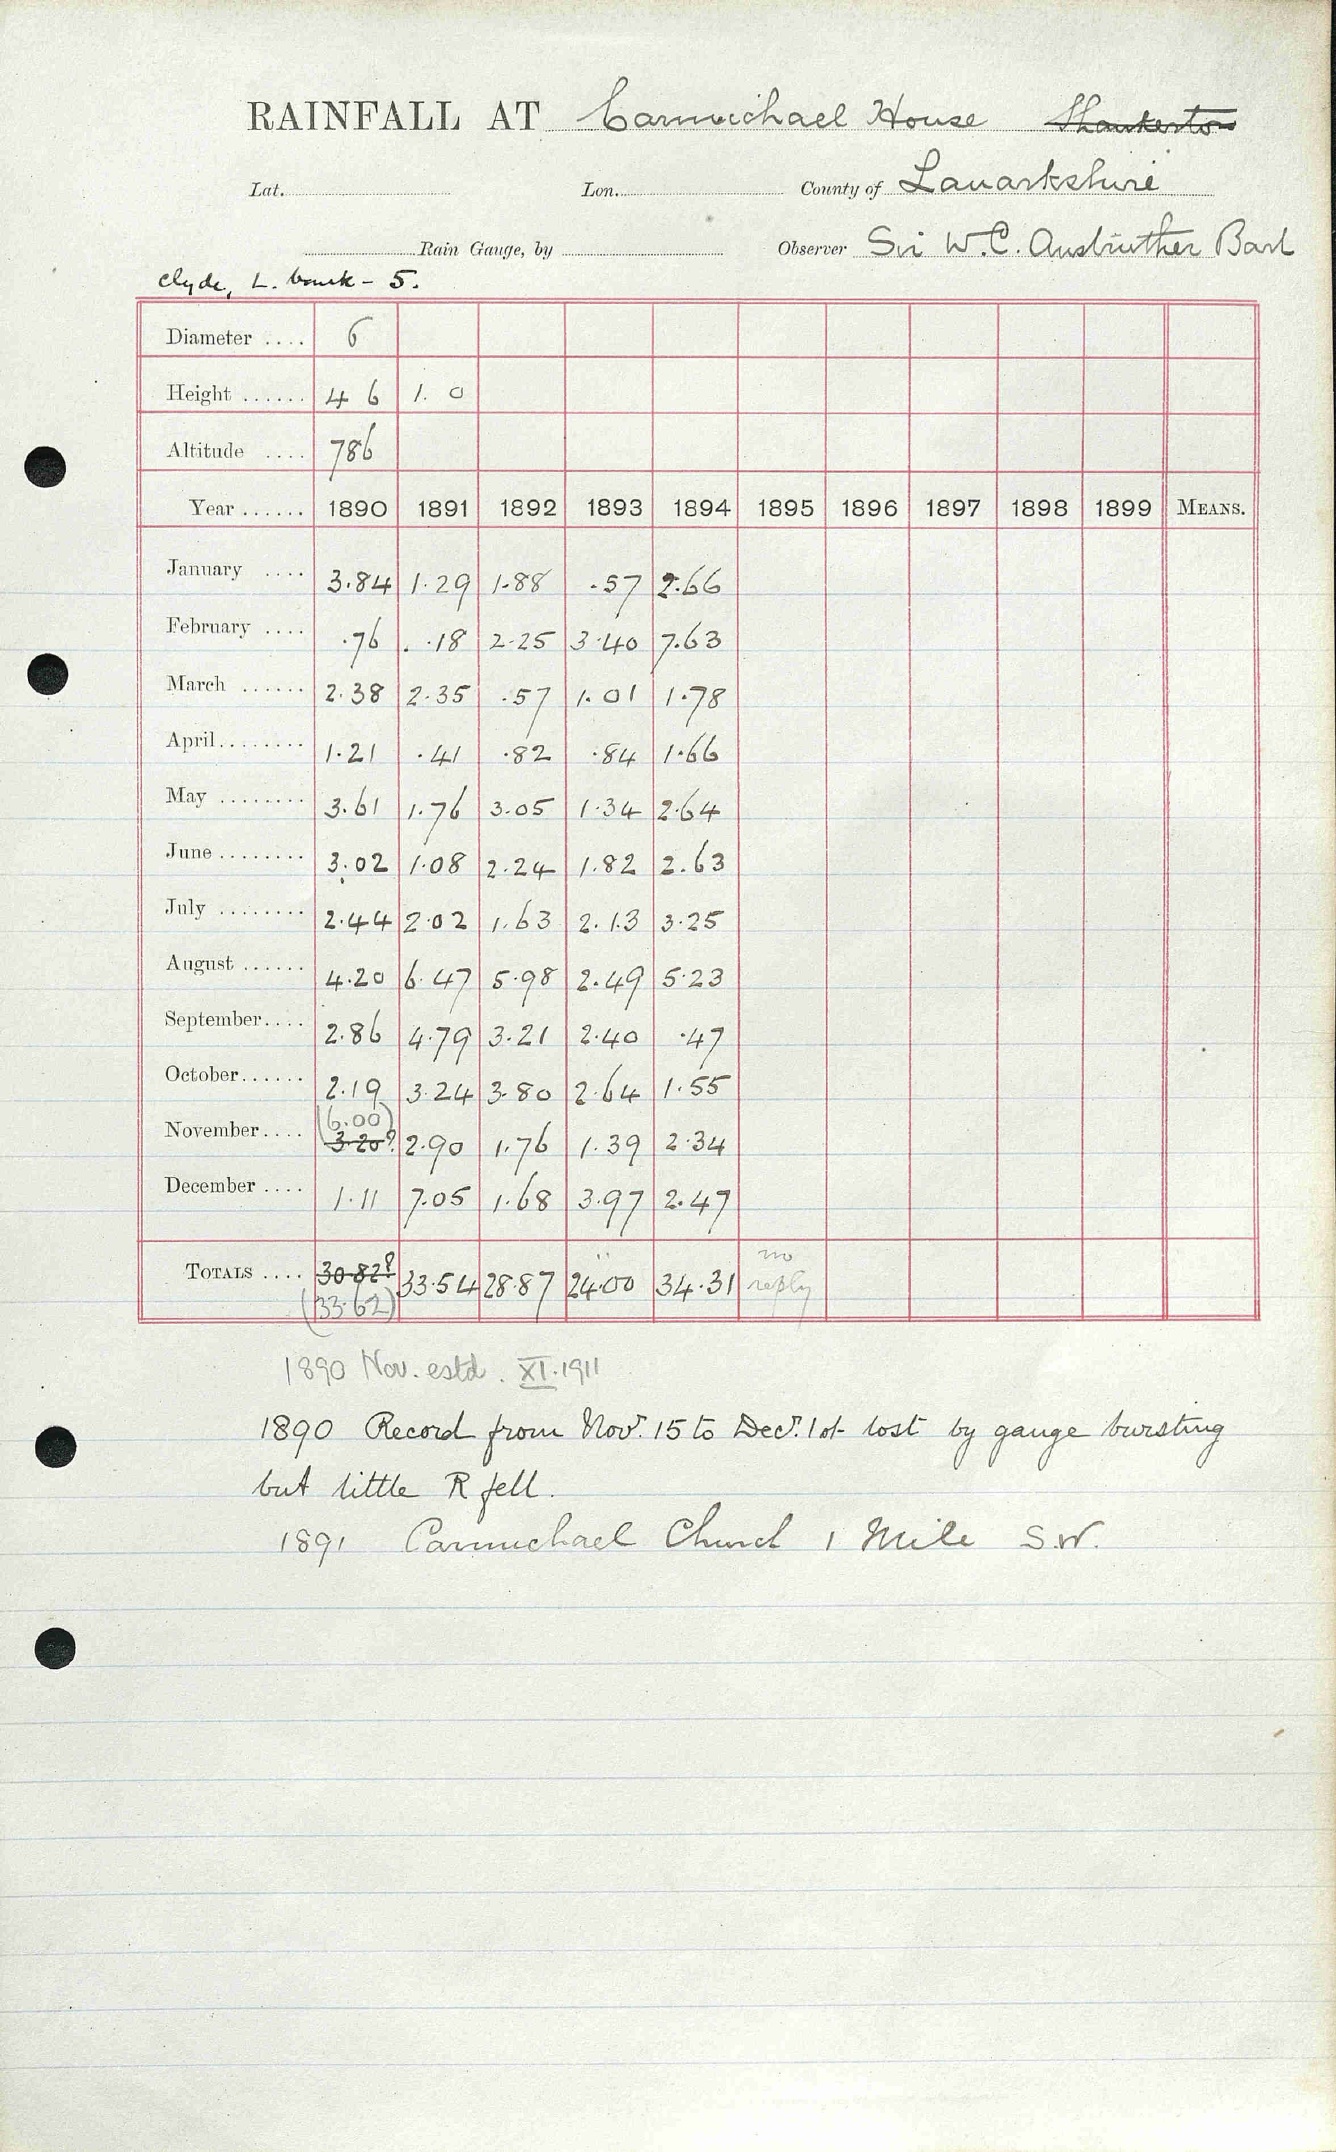 RAINFALL AT Carmichael House Thankerton
Lat. Lon. County of Lanarkshire
Rain Gauge, by Observer Sir W.C. Anstruther Bart
Clyde, L. bank - 5.
Diameter .... 6
Height ...... 4 6 1. 0
Altitude .... 786
Year ...... 1890 1891 1892 1893 1894 1895 1896 1897 1898 1899 MEANS.
January .... 3.84 1.29 1.88 .57 2.66
February .... .76 .18 2.25 3.40 7.63
March ...... 2.38 2.35 .57 1.01 1.78
April ........ 1.21 .41 .82 .84 1.66
May ........ 3.61 1.76 3.05 1.34 2.64
June ........ 3.02 1.08 2.24 1.82 2.63
July ........ 2.44 2.02 1.63 2.13 3.25
August ...... 4.20 6.47 5.98 2.49 5.23
September .... 2.86 4.79 3.21 2.40 .47
October ...... 2.19 3.24 3.80 2.64 1.55
(6.00)
November .... 3.20? 2.90 1.76 1.39 2.34
December .... 1.11 7.05 1.68 3.97 2.47
TOTALS .... 30.82? 33.54 28.87 24.00 34.31 no reply
(33.62)
1890 Nov. estd. XI.1911
1890 Record from Novr. 15 to Decr. 1st lost by gauge bursting
but little R fell.
1891 Carmichael Church 1 Mile S.W.